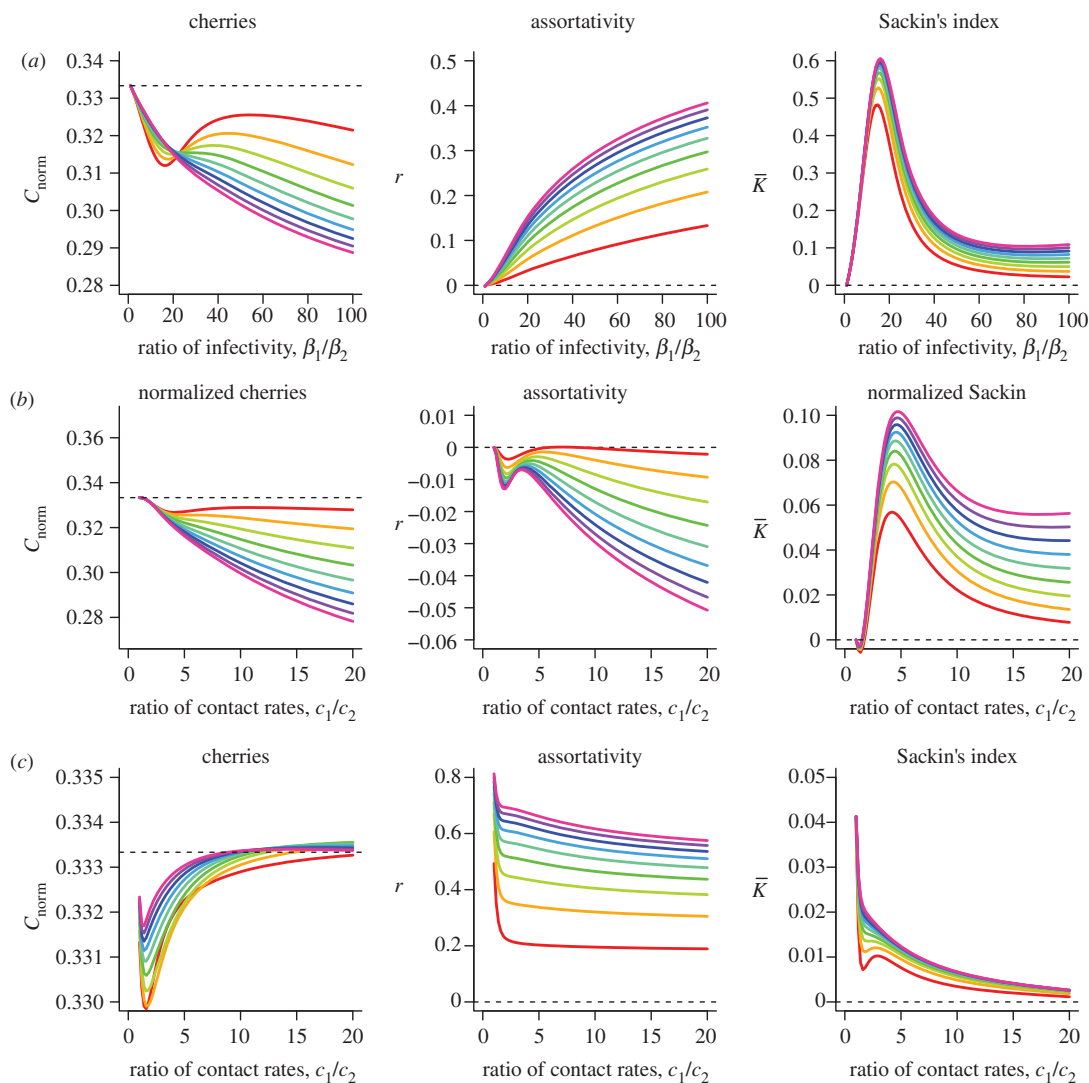 cherries assortativity Sackin's index
(a)
0.34 0.33 0.32 0.31 0.30 0.29 0.28
C_norm
0 20 40 60 80 100
ratio of infectivity, β₁/β₂
0.5 0.4 0.3 0.2 0.1 0
r
0 20 40 60 80 100
ratio of infectivity, β₁/β₂
0.6 0.5 0.4 0.3 0.2 0.1 0
K̅
0 20 40 60 80 100
ratio of infectivity, β₁/β₂
normalized cherries assortativity normalized Sackin
(b)
0.36 0.34 0.32 0.30 0.28
C_norm
0 5 10 15 20
ratio of contact rates, c₁/c₂
0.01 0 −0.01 −0.02 −0.03 −0.04 −0.05 −0.06
r
0 5 10 15 20
ratio of contact rates, c₁/c₂
0.10 0.08 0.06 0.04 0.02 0
K̅
0 5 10 15 20
ratio of contact rates, c₁/c₂
cherries assortativity Sackin's index
(c)
0.335 0.334 0.333 0.332 0.331 0.330
C_norm
0 5 10 15 20
ratio of contact rates, c₁/c₂
0.8 0.6 0.4 0.2 0
r
0 5 10 15 20
ratio of contact rates, c₁/c₂
0.05 0.04 0.03 0.02 0.01 0
K̅
0 5 10 15 20
ratio of contact rates, c₁/c₂